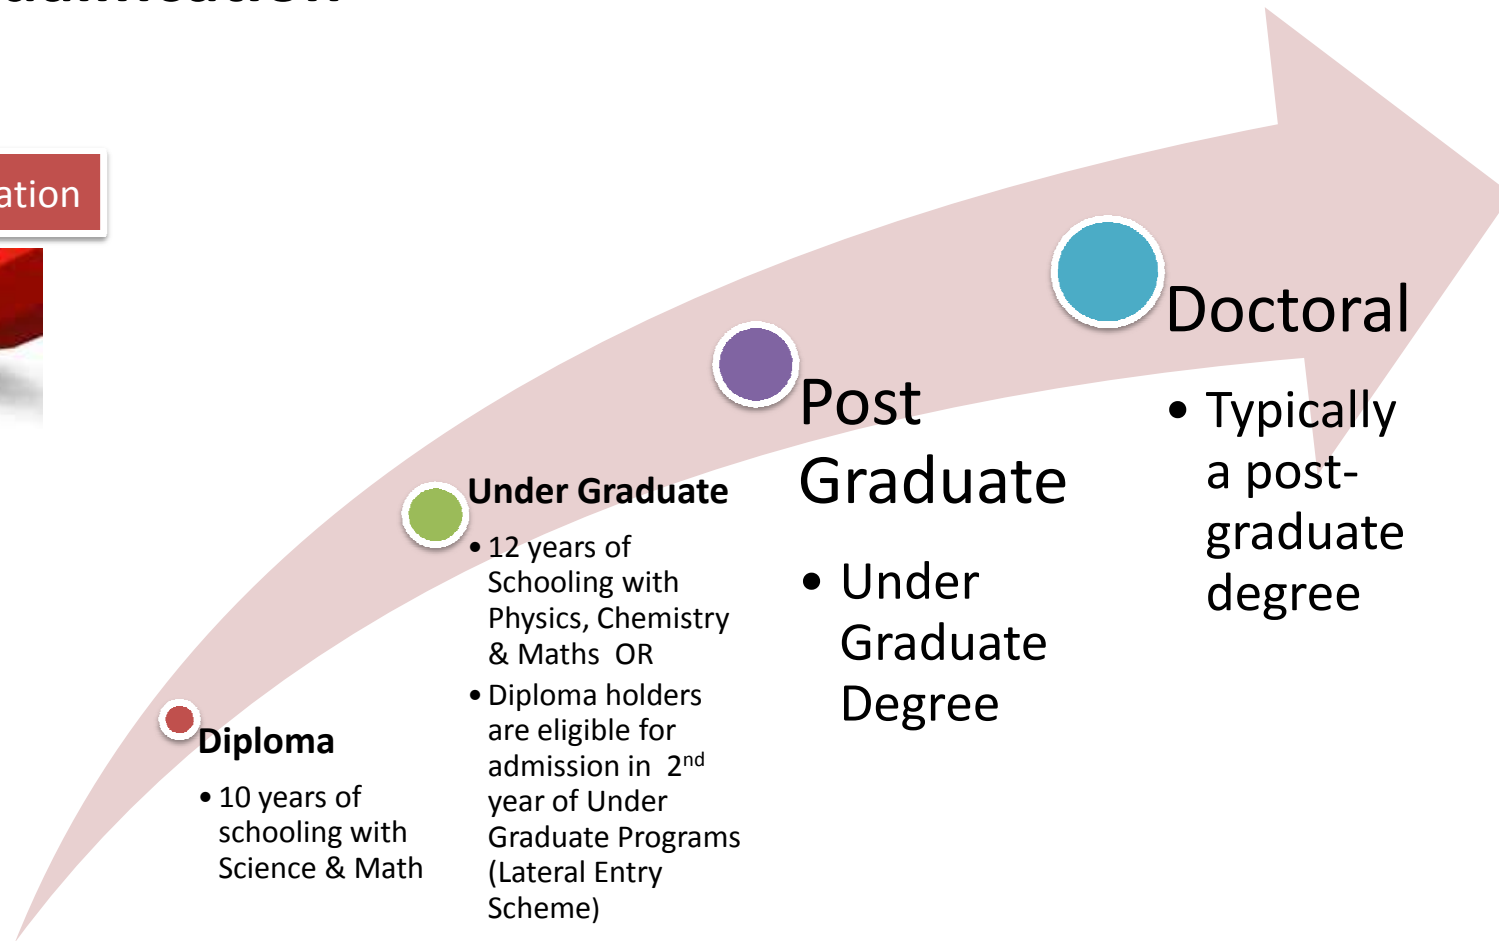 ation
Diploma
• 10 years of
schooling with
Science & Math
Under Graduate
• 12 years of
Schooling with
Physics, Chemistry
& Maths OR
• Diploma holders
are eligible for
admission in 2nd
year of Under
Graduate Programs
(Lateral Entry
Scheme)
Post
Graduate
• Under
Graduate
Degree
Doctoral
• Typically
a post-
graduate
degree